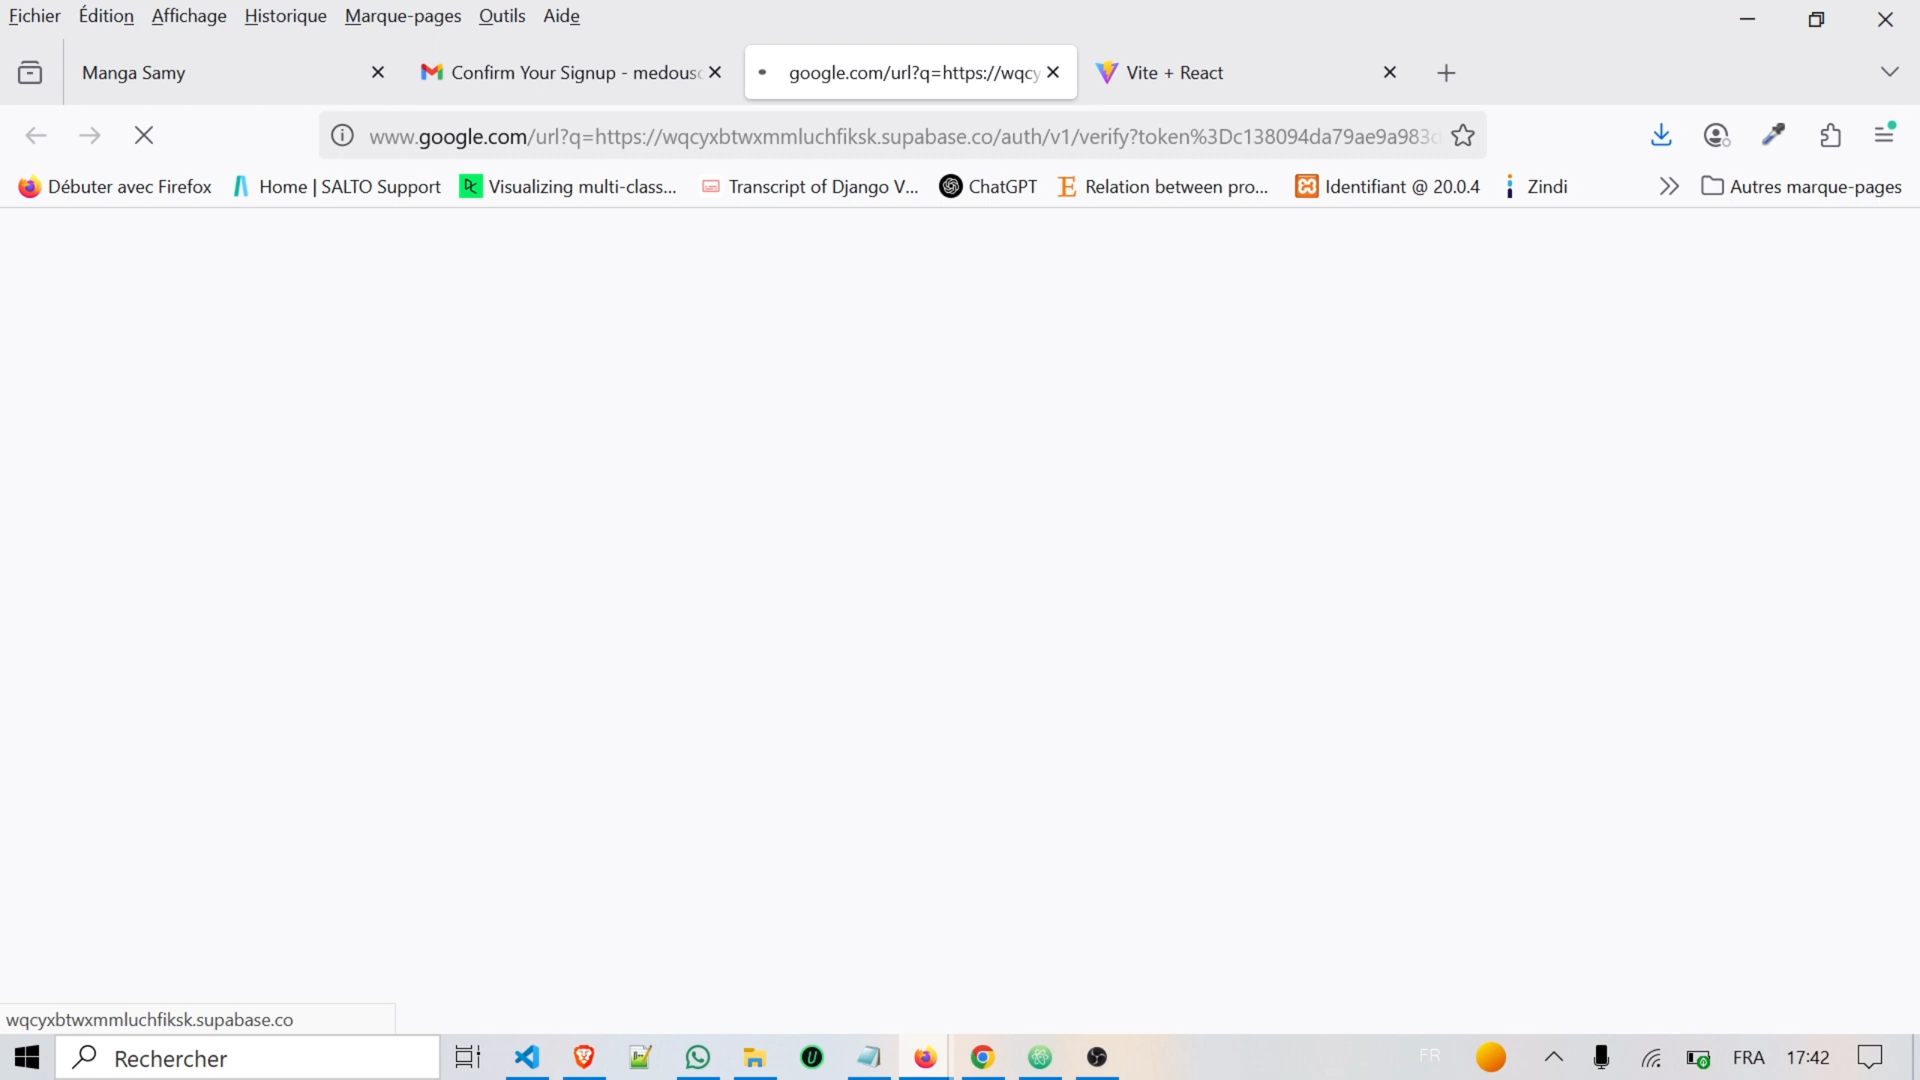 Fichier Édition Affichage Historique Marque-pages Outils Aide
Manga Samy
Confirm Your Signup - medousc
google.com/url?q=https://wqcy
Vite + React
www.google.com/url?q=https://wqcyxbtwxmmluchfiksk.supabase.co/auth/v1/verify?token%3Dc138094da79ae9a983d
Débuter avec Firefox
Home | SALTO Support
Visualizing multi-class...
Transcript of Django V...
ChatGPT
Relation between pro...
Identifiant @ 20.0.4
Zindi
Autres marque-pages
wqcyxbtwxmmluchfiksk.supabase.co
Rechercher
FR
FRA
17:42